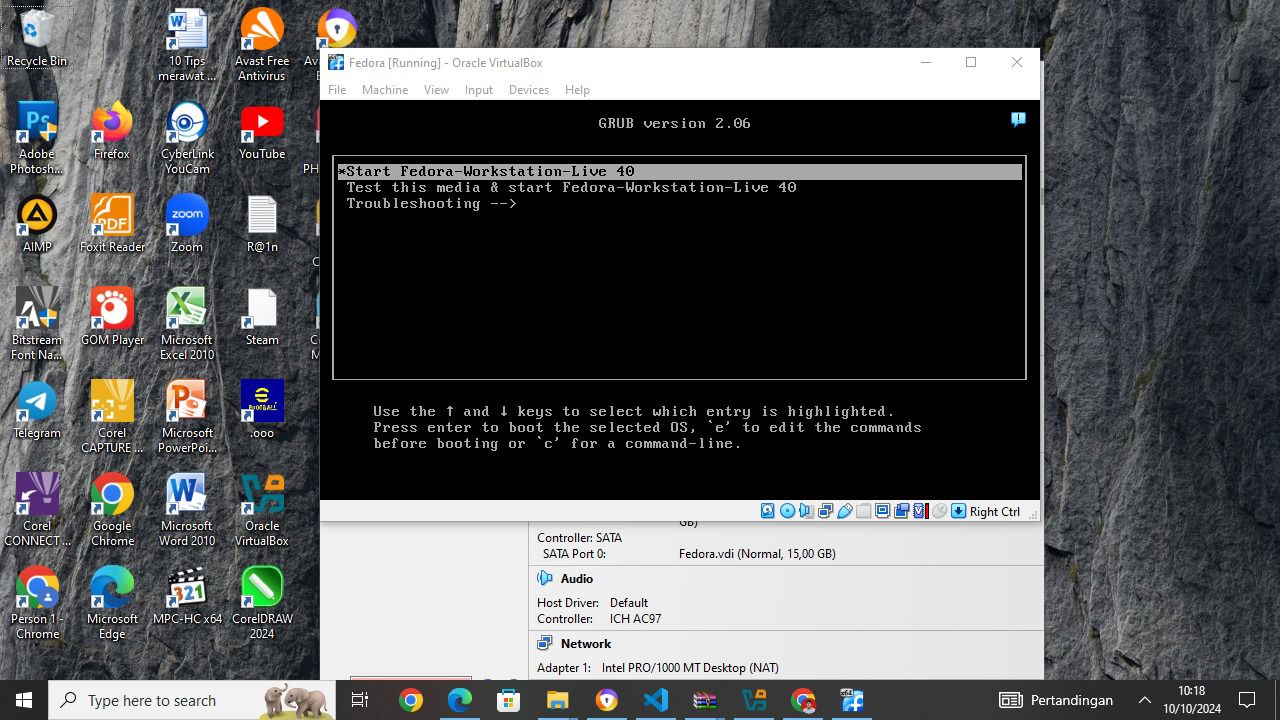 Recycle Bin
10 Tips
merawat ...
Avast Free
Antivirus
Adobe
Photosh...
Firefox
CyberLink
YouCam
YouTube
AIMP
Foxit Reader
Zoom
R@1n
Bitstream
Font Na...
GOM Player
Microsoft
Excel 2010
Steam
Telegram
Corel
CAPTURE ...
Microsoft
PowerPoi...
.ooo
Corel
CONNECT ...
Google
Chrome
Microsoft
Word 2010
Oracle
VirtualBox
Person 1 -
Chrome
Microsoft
Edge
MPC-HC x64
CorelDRAW
2024
Fedora [Running] - Oracle VirtualBox
File Machine View Input Devices Help
GRUB version 2.06
*Start Fedora-Workstation-Live 40
Test this media & start Fedora-Workstation-Live 40
Troubleshooting -->
Use the ↑ and ↓ keys to select which entry is highlighted.
Press enter to boot the selected OS, `e' to edit the commands
before booting or `c' for a command-line.
Right Ctrl
GB)
Controller: SATA
SATA Port 0: Fedora.vdi (Normal, 15,00 GB)
Audio
Host Driver: Default
Controller: ICH AC97
Network
Adapter 1: Intel PRO/1000 MT Desktop (NAT)
Type here to search
Pertandingan
10:18
10/10/2024